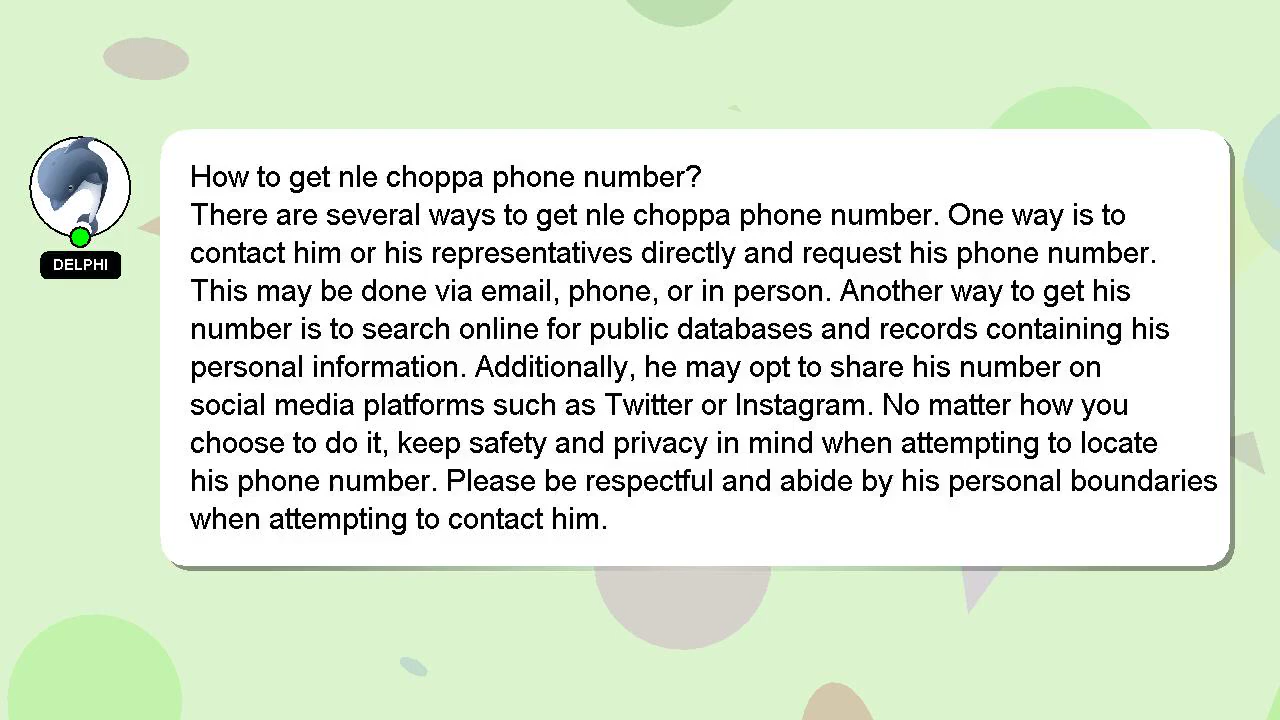 How to get nle choppa phone number?
There are several ways to get nle choppa phone number. One way is to
contact him or his representatives directly and request his phone number.
This may be done via email, phone, or in person. Another way to get his
number is to search online for public databases and records containing his
personal information. Additionally, he may opt to share his number on
social media platforms such as Twitter or Instagram. No matter how you
choose to do it, keep safety and privacy in mind when attempting to locate
his phone number. Please be respectful and abide by his personal boundaries
when attempting to contact him.
DELPHI